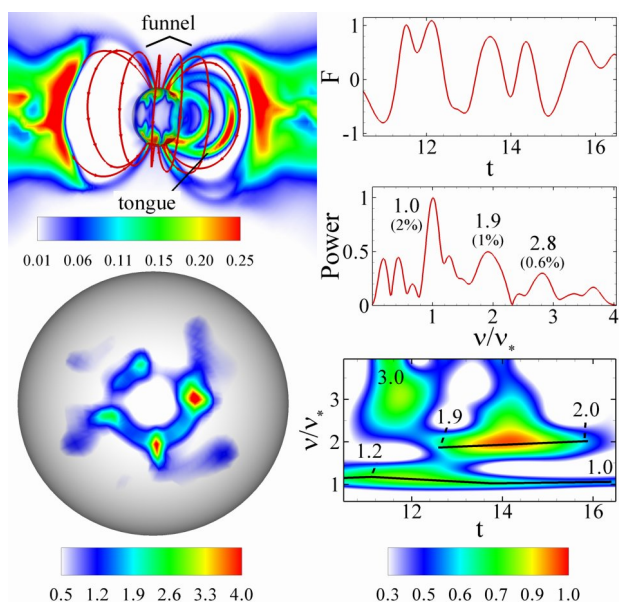 funnel
tongue
0.01 0.06 0.11 0.15 0.20 0.25
0.5 1.2 1.9 2.6 3.3 4.0
F
1
0
-1
12 14 16
t
Power
1
0.5
0
1.0
(2%)
1.9
(1%)
2.8
(0.6%)
1 2 3 4
ν/ν*
ν/ν*
3
2
1
3.0
1.9
2.0
1.2
1.0
12 14 16
t
0.3 0.5 0.6 0.7 0.9 1.0